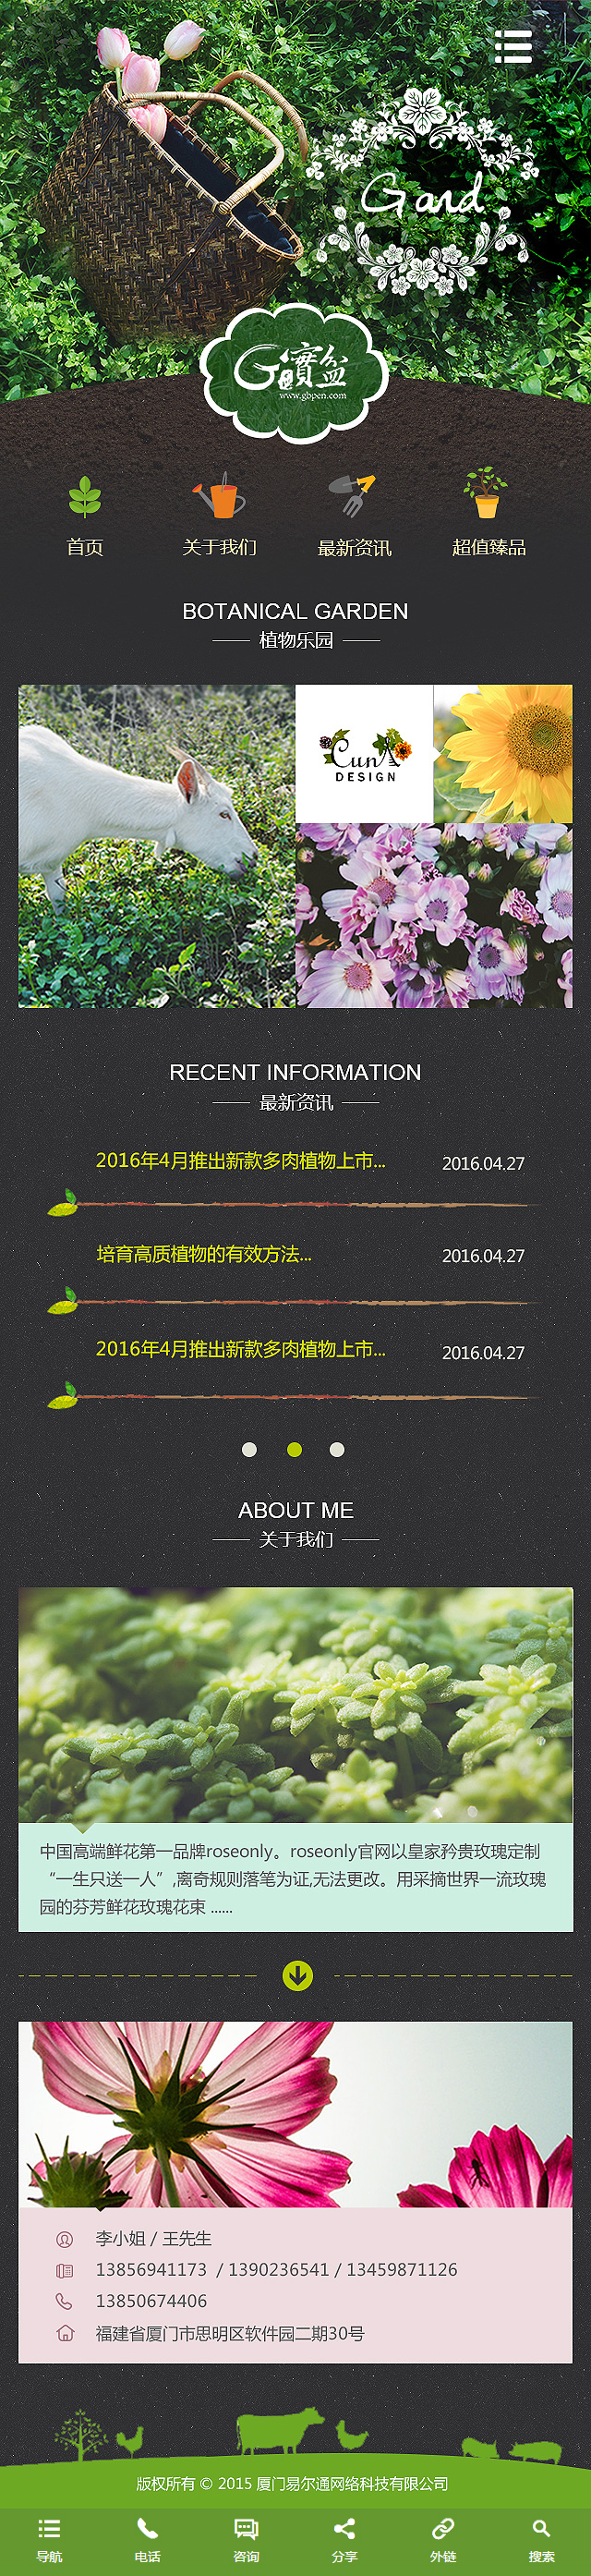 Gand
G寶盆
www.gbpen.com
首页 关于我们 最新资讯 超值臻品
BOTANICAL GARDEN
植物乐园
Cun
DESIGN
RECENT INFORMATION
最新资讯
2016年4月推出新款多肉植物上市... 2016.04.27
培育高质植物的有效方法... 2016.04.27
2016年4月推出新款多肉植物上市... 2016.04.27
ABOUT ME
关于我们
中国高端鲜花第一品牌roseonly。roseonly官网以皇家矜贵玫瑰定制
“一生只送一人”,离奇规则落笔为证,无法更改。用采摘世界一流玫瑰
园的芬芳鲜花玫瑰花束 ......
李小姐 / 王先生
13856941173 / 1390236541 / 13459871126
13850674406
福建省厦门市思明区软件园二期30号
版权所有 © 2015 厦门易尔通网络科技有限公司
导航 电话 咨询 分享 外链 搜索